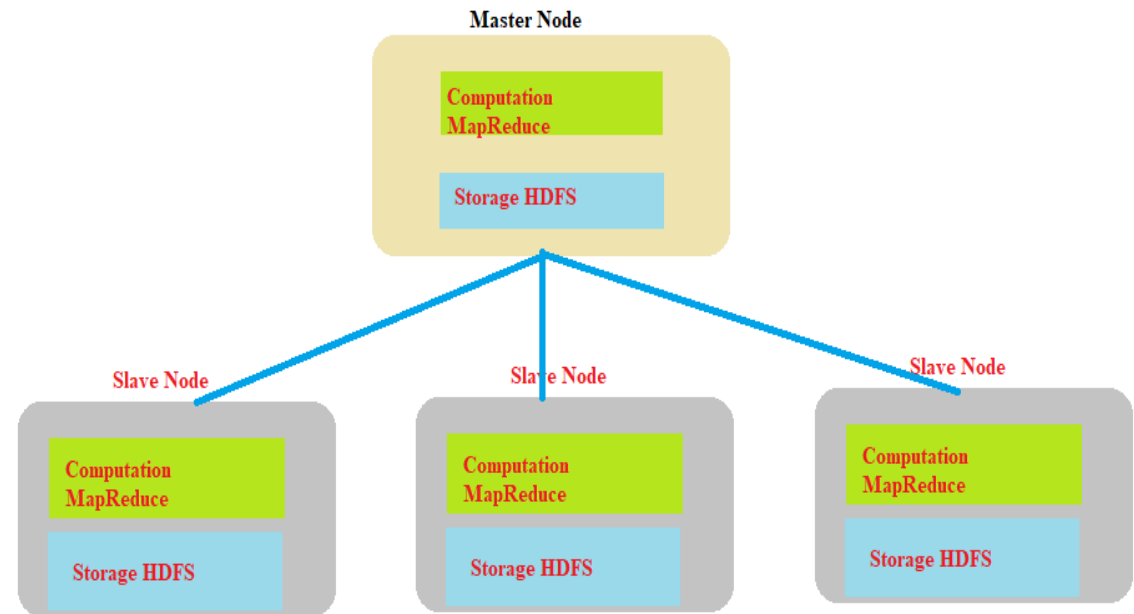 Master Node
Computation
MapReduce
Storage HDFS
Slave Node
Slave Node
Slave Node
Computation
MapReduce
Storage HDFS
Computation
MapReduce
Storage HDFS
Computation
MapReduce
Storage HDFS